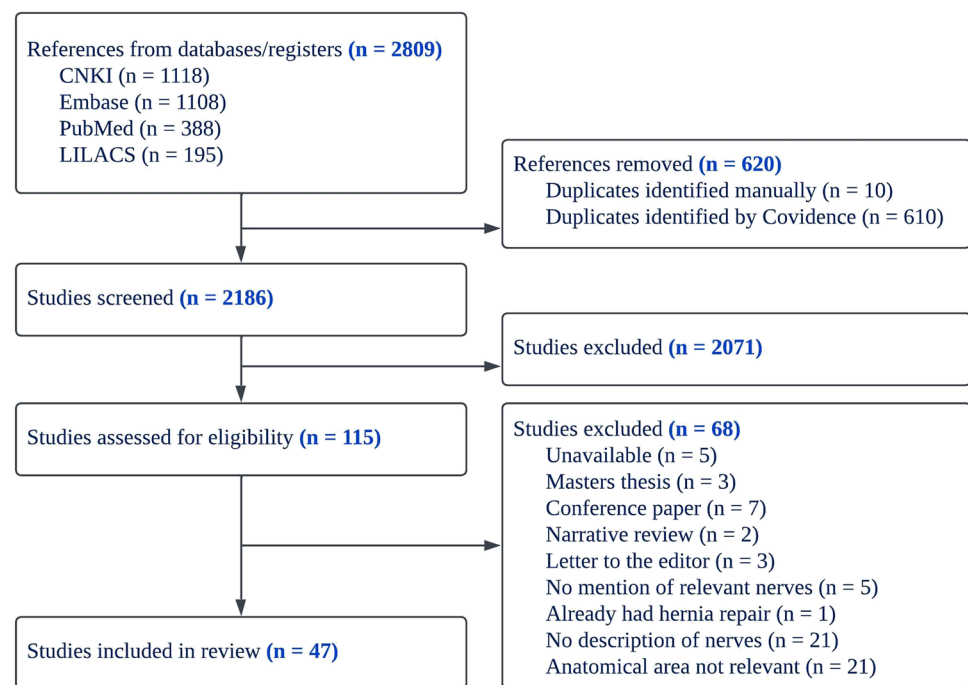 References from databases/registers (n = 2809)
CNKI (n = 1118)
Embase (n = 1108)
PubMed (n = 388)
LILACS (n = 195)
References removed (n = 620)
Duplicates identified manually (n = 10)
Duplicates identified by Covidence (n = 610)
Studies screened (n = 2186)
Studies excluded (n = 2071)
Studies assessed for eligibility (n = 115)
Studies excluded (n = 68)
Unavailable (n = 5)
Masters thesis (n = 3)
Conference paper (n = 7)
Narrative review (n = 2)
Letter to the editor (n = 3)
No mention of relevant nerves (n = 5)
Already had hernia repair (n = 1)
No description of nerves (n = 21)
Anatomical area not relevant (n = 21)
Studies included in review (n = 47)